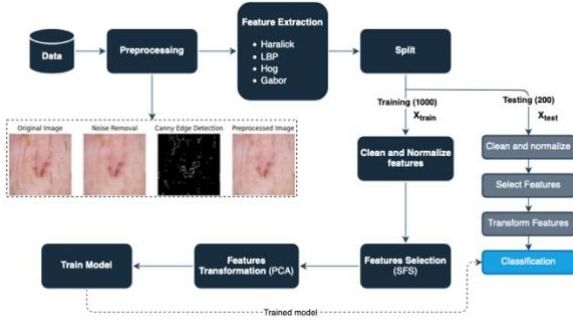 Data
Preprocessing
Feature Extraction
• Haralick
• LBP
• Hog
• Gabor
Split
Training (1000)
Xtrain
Testing (200)
Xtest
Original Image
Noise Removal
Canny Edge Detection
Preprocessed Image
Clean and Normalize
features
Clean and normalize
Select Features
Transform Features
Classification
Train Model
Features
Transformation (PCA)
Features Selection
(SFS)
Trained model